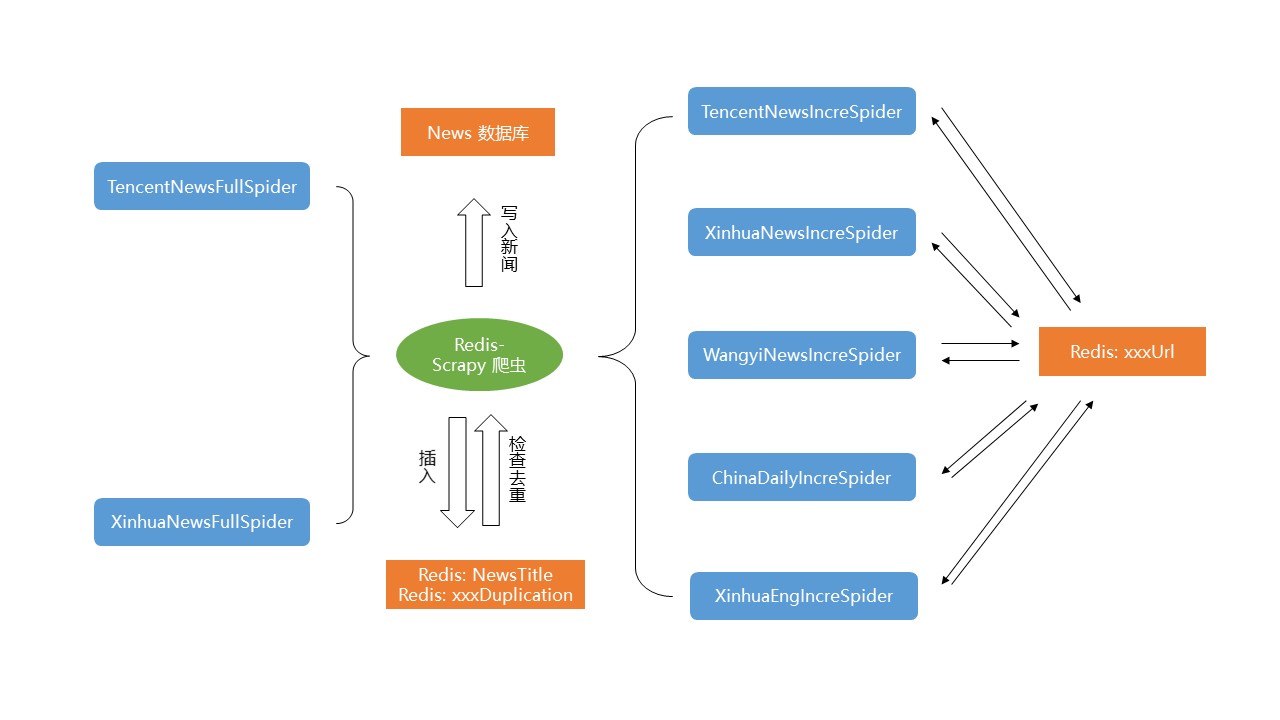 TencentNewsFullSpider
XinhuaNewsFullSpider
News 数据库
写入新闻
Redis-
Scrapy 爬虫
插入
检查去重
Redis: NewsTitle
Redis: xxxDuplication
TencentNewsIncreSpider
XinhuaNewsIncreSpider
WangyiNewsIncreSpider
ChinaDailyIncreSpider
XinhuaEngIncreSpider
Redis: xxxUrl